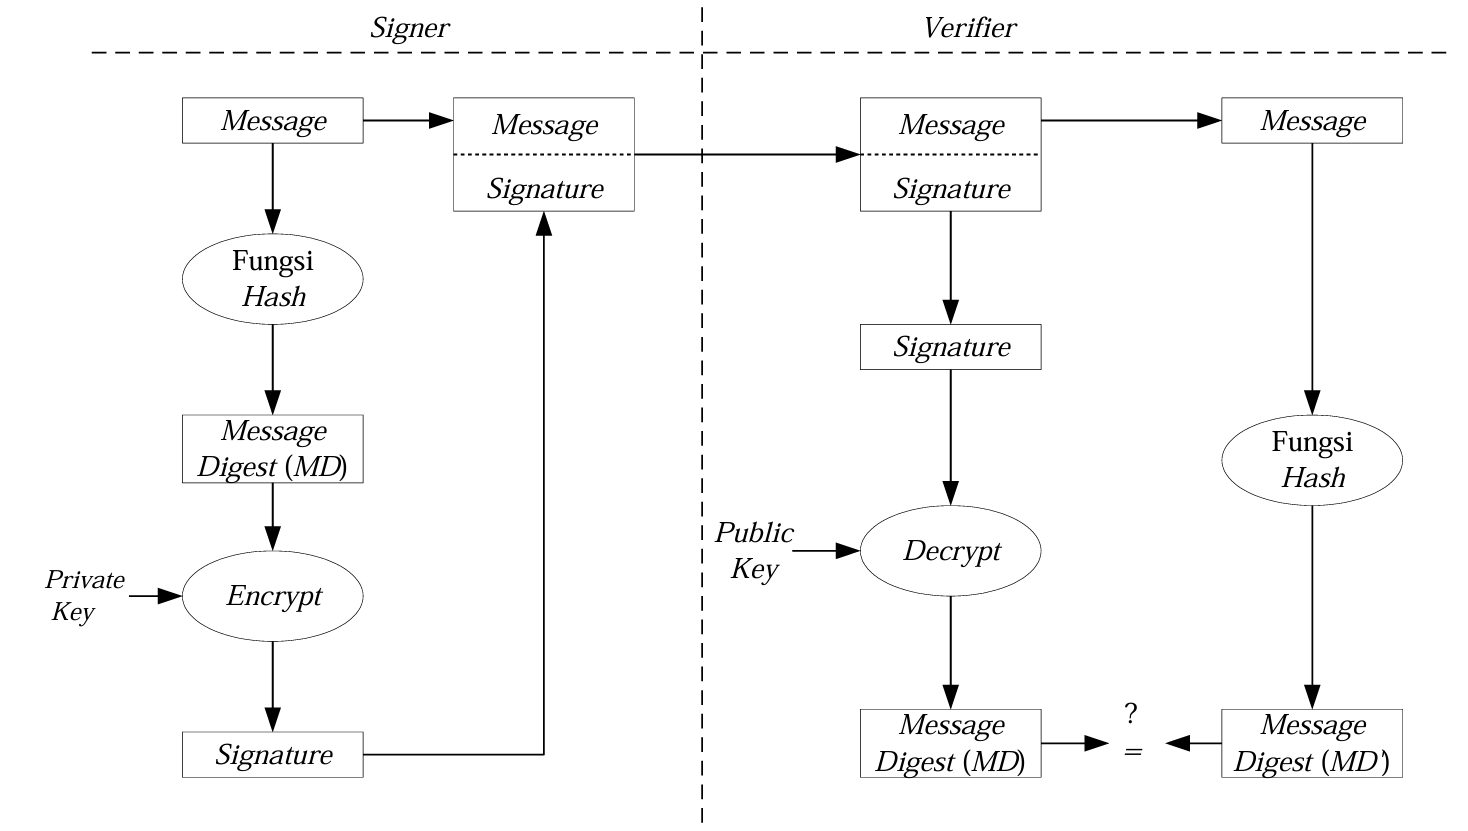 Signer
Verifier
Message
Message
Signature
Message
Signature
Message
Fungsi
Hash
Signature
Message
Digest (MD)
Fungsi
Hash
Private
Key
Encrypt
Public
Key
Decrypt
Signature
Message
Digest (MD)
?
=
Message
Digest (MD')